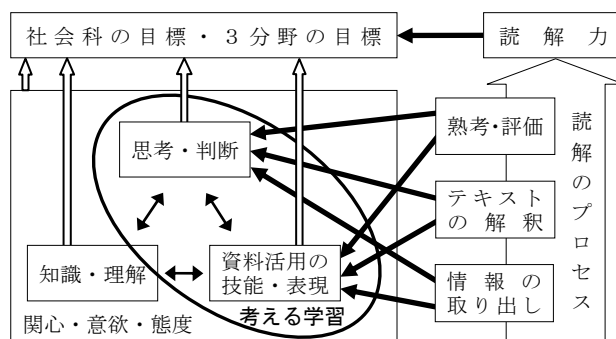 社会科の目標・３分野の目標
読解力
思考・判断
熟考・評価
テキスト
の解釈
情報の
取り出し
読解のプロセス
知識・理解
資料活用の
技能・表現
考える学習
関心・意欲・態度